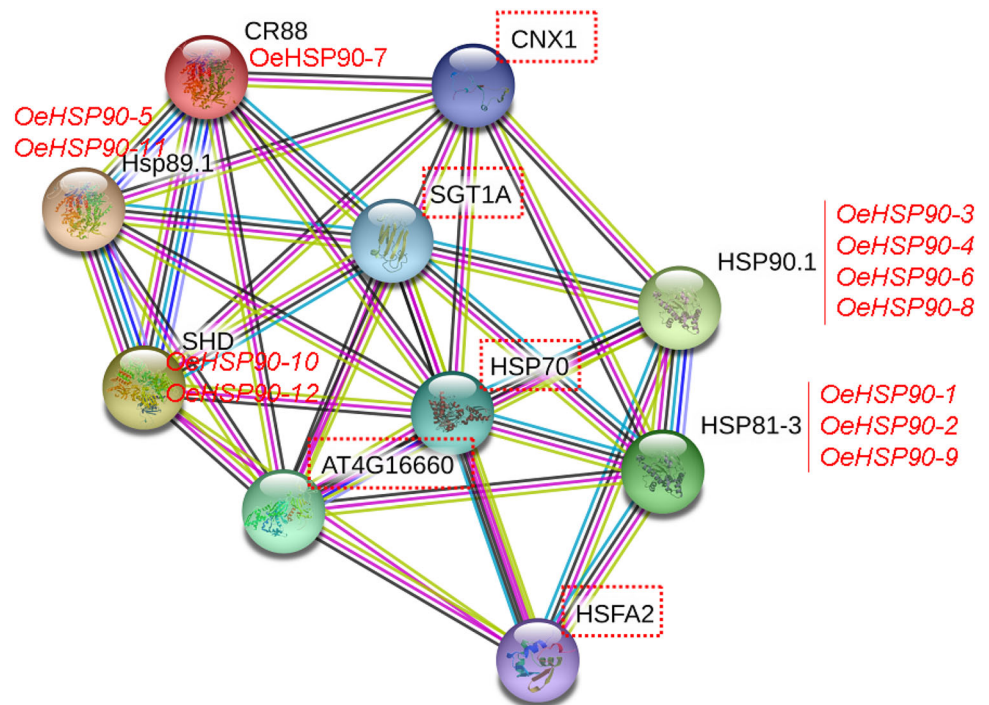 CR88
OeHSP90-7
CNX1
OeHSP90-5
OeHSP90-11
Hsp89.1
SGT1A
HSP90.1
OeHSP90-3
OeHSP90-4
OeHSP90-6
OeHSP90-8
SHD
OeHSP90-10
OeHSP90-12
HSP70
HSP81-3
OeHSP90-1
OeHSP90-2
OeHSP90-9
AT4G16660
HSFA2